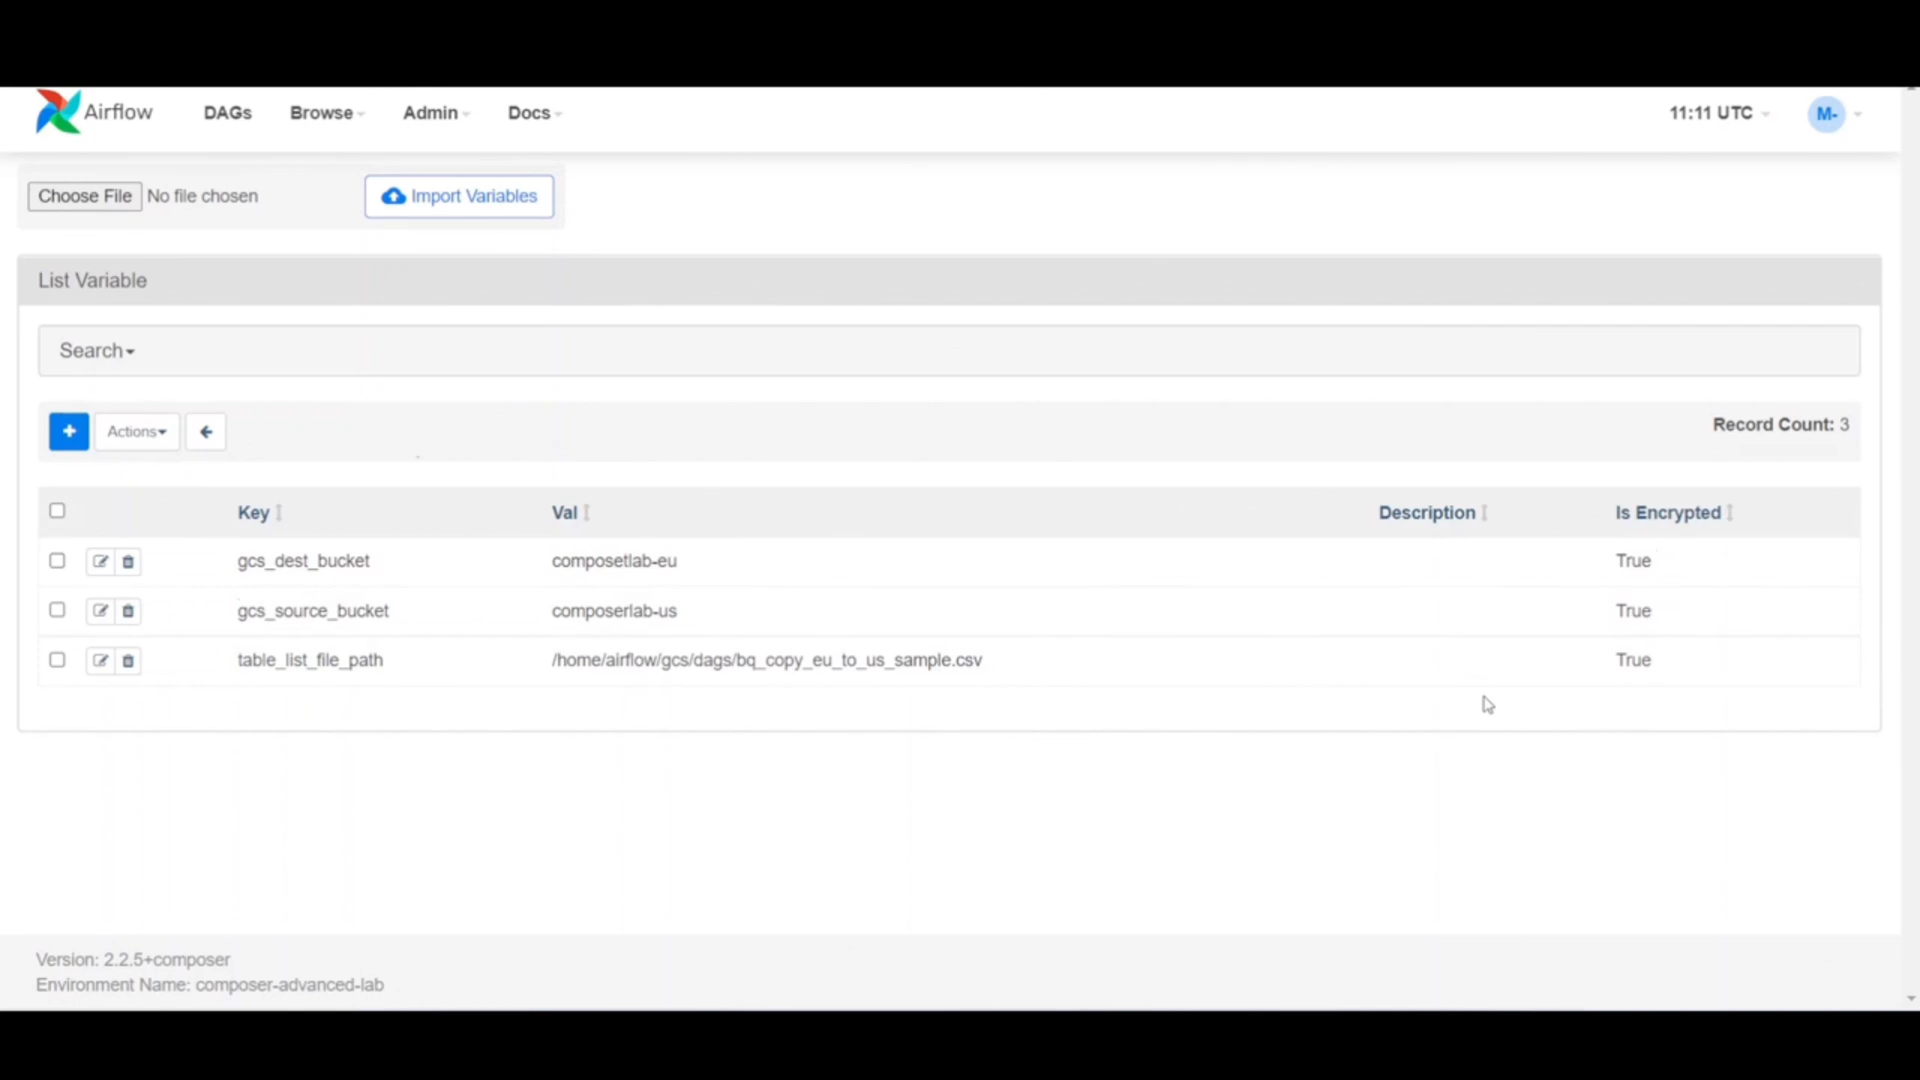 Airflow DAGs Browse Admin Docs 11:11 UTC M-
Choose File No file chosen Import Variables
List Variable
Search
+ Actions Record Count: 3
Key Val Description Is Encrypted
gcs_dest_bucket composetlab-eu True
gcs_source_bucket composerlab-us True
table_list_file_path /home/airflow/gcs/dags/bq_copy_eu_to_us_sample.csv True
Version: 2.2.5+composer
Environment Name: composer-advanced-lab